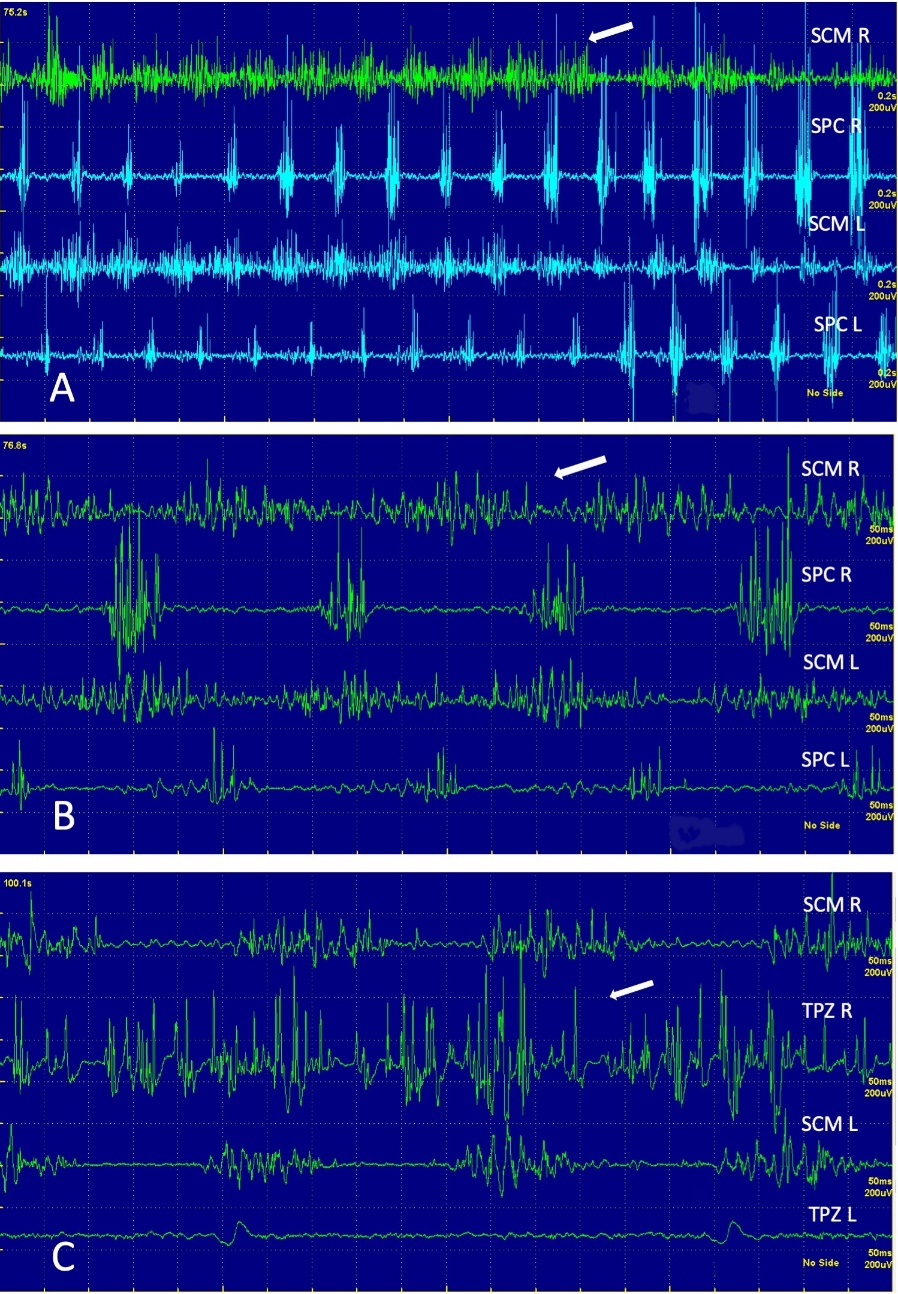 75.2s
SCM R
0.2s
200uV
SPC R
0.2s
200uV
SCM L
0.2s
200uV
SPC L
0.2s
200uV
No Side
A
76.8s
SCM R
50ms
200uV
SPC R
50ms
200uV
SCM L
50ms
200uV
SPC L
50ms
200uV
No Side
B
100.1s
SCM R
50ms
200uV
TPZ R
50ms
200uV
SCM L
50ms
200uV
TPZ L
50ms
200uV
No Side
C